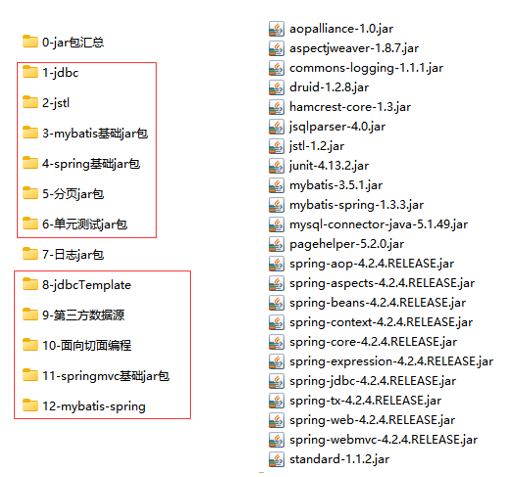 0-jar包汇总
1-jdbc
2-jstl
3-mybatis基础jar包
4-spring基础jar包
5-分页jar包
6-单元测试jar包
7-日志jar包
8-jdbcTemplate
9-第三方数据源
10-面向切面编程
11-springmvc基础jar包
12-mybatis-spring
aopalliance-1.0.jar
aspectjweaver-1.8.7.jar
commons-logging-1.1.1.jar
druid-1.2.8.jar
hamcrest-core-1.3.jar
jsqlparser-4.0.jar
jstl-1.2.jar
junit-4.13.2.jar
mybatis-3.5.1.jar
mybatis-spring-1.3.3.jar
mysql-connector-java-5.1.49.jar
pagehelper-5.2.0.jar
spring-aop-4.2.4.RELEASE.jar
spring-aspects-4.2.4.RELEASE.jar
spring-beans-4.2.4.RELEASE.jar
spring-context-4.2.4.RELEASE.jar
spring-core-4.2.4.RELEASE.jar
spring-expression-4.2.4.RELEASE.jar
spring-jdbc-4.2.4.RELEASE.jar
spring-tx-4.2.4.RELEASE.jar
spring-web-4.2.4.RELEASE.jar
spring-webmvc-4.2.4.RELEASE.jar
standard-1.1.2.jar